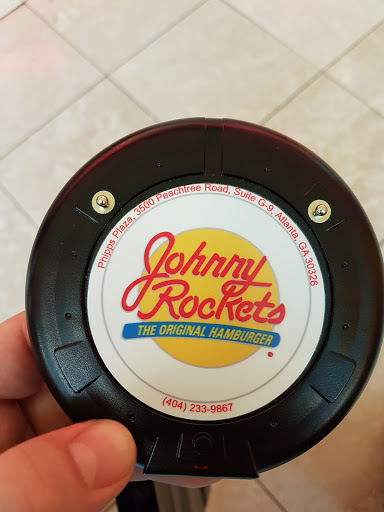 Phipps Plaza, 3500 Peachtree Road, Suite G-9, Atlanta, GA 30326
Johnny
Rockets
THE ORIGINAL HAMBURGER
(404) 233-9867